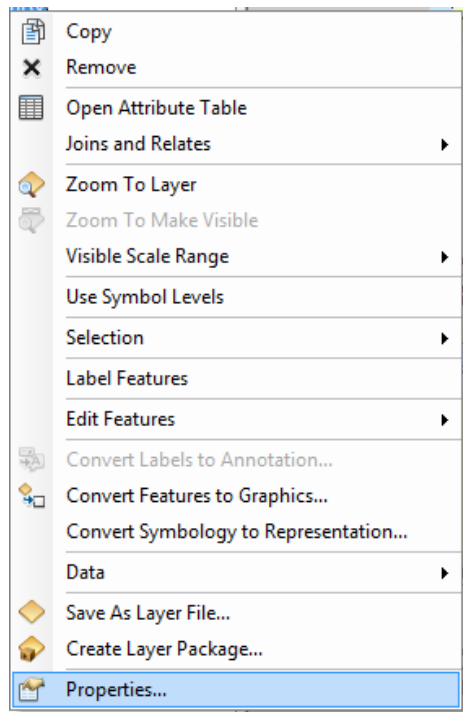 Copy
Remove
Open Attribute Table
Joins and Relates
Zoom To Layer
Zoom To Make Visible
Visible Scale Range
Use Symbol Levels
Selection
Label Features
Edit Features
Convert Labels to Annotation...
Convert Features to Graphics...
Convert Symbology to Representation...
Data
Save As Layer File...
Create Layer Package...
Properties...